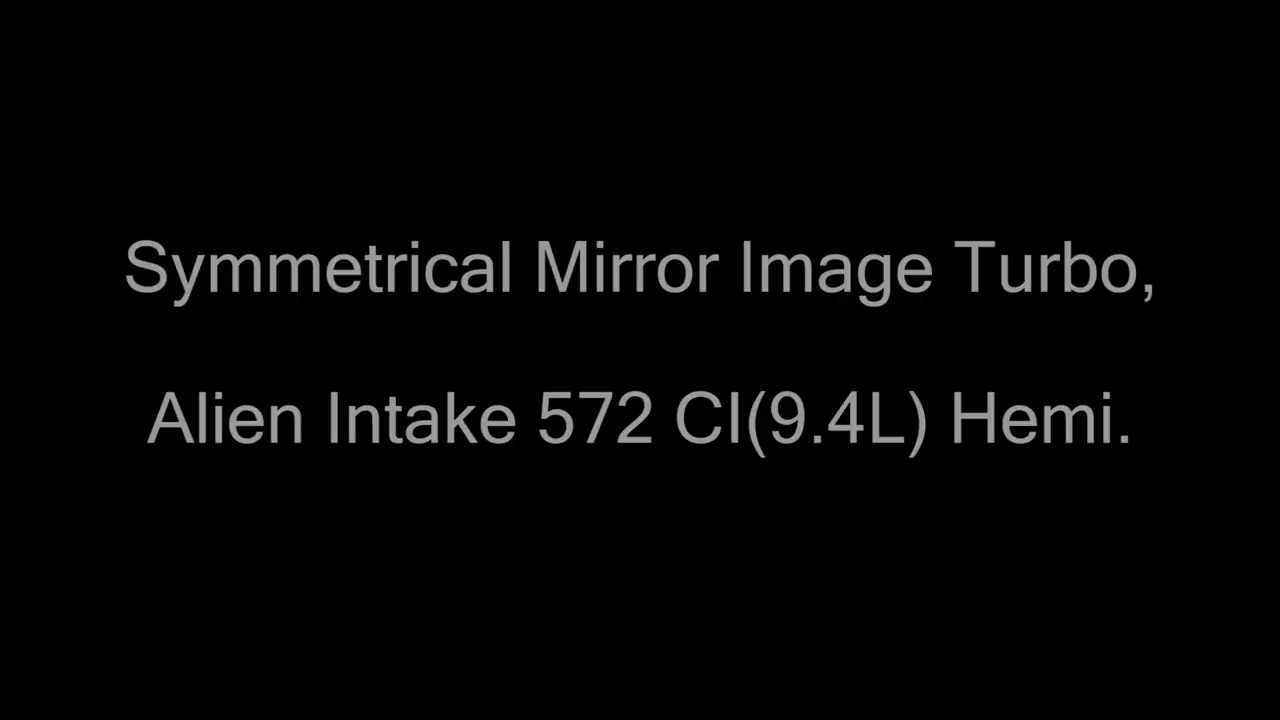 Symmetrical Mirror Image Turbo,
Alien Intake 572 CI(9.4L) Hemi.